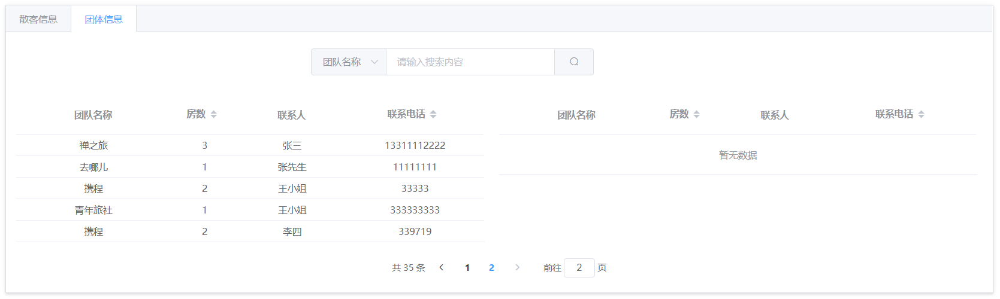 散客信息 团体信息
团队名称 请输入搜索内容
团队名称 房数 联系人 联系电话 团队名称 房数 联系人 联系电话
禅之旅 3 张三 13311112222
暂无数据
去哪儿 1 张先生 11111111
携程 2 王小姐 33333
青年旅社 1 王小姐 333333333
携程 2 李四 339719
共 35 条 1 2 前往 2 页